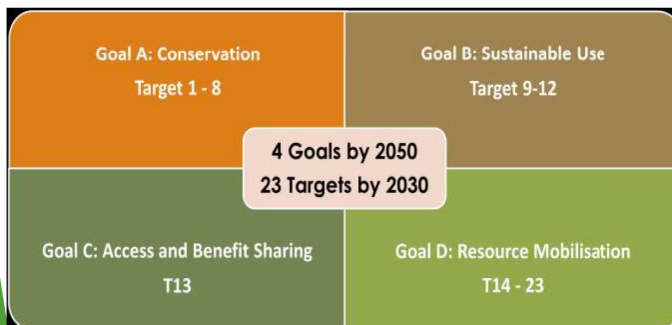 Goal A: Conservation
Target 1 - 8
Goal B: Sustainable Use
Target 9-12
4 Goals by 2050
23 Targets by 2030
Goal C: Access and Benefit Sharing
T13
Goal D: Resource Mobilisation
T14 - 23